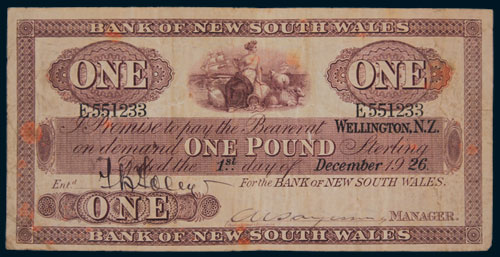 BANK OF NEW SOUTH WALES
ONE ONE
E 551233 E 551233
I Promise to pay the Bearer at WELLINGTON, N.Z.
on demand ONE POUND Sterling
Dated the 1st. day of December 1926.
Entd. For the BANK OF NEW SOUTH WALES.
ONE
MANAGER.
BANK OF NEW SOUTH WALES